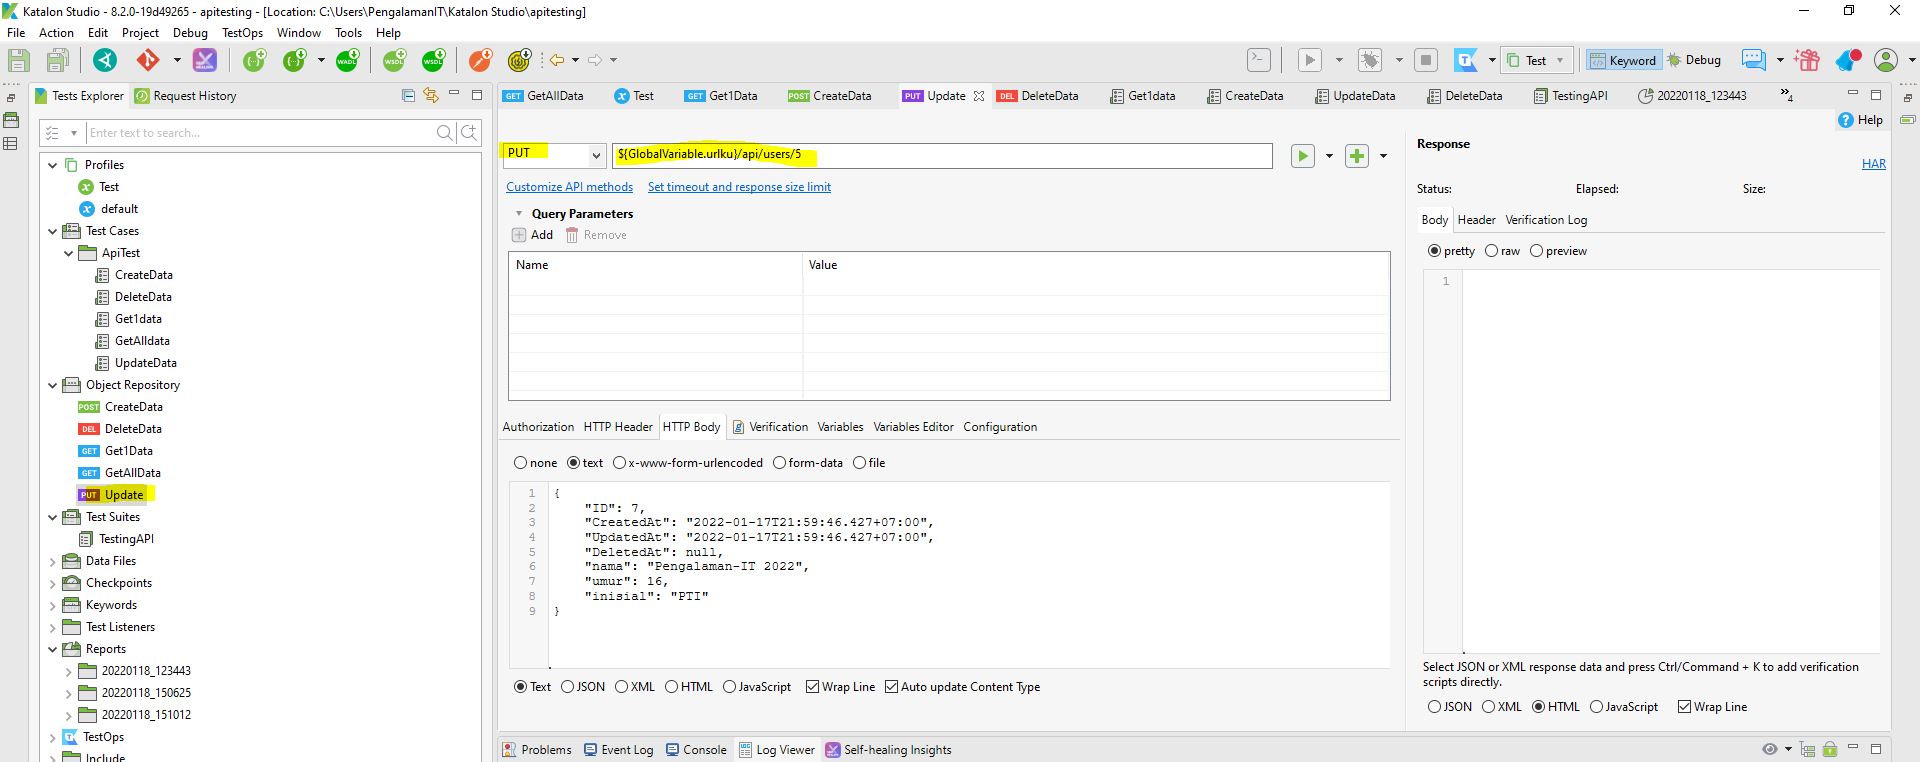 Katalon Studio - 8.2.0-19d49265 - apitesting - [Location: C:\Users\PengalamanIT\Katalon Studio\apitesting]
File Action Edit Project Debug TestOps Window Tools Help
WADL WSDL WSDL Test Keyword Debug
Tests Explorer Request History
GET GetAllData Test GET Get1Data POST CreateData PUT Update DEL DeleteData Get1data CreateData UpdateData DeleteData TestingAPI 20220118_123443 »4
Help
Enter text to search...
Profiles
Test
default
Test Cases
ApiTest
CreateData
DeleteData
Get1data
GetAlldata
UpdateData
Object Repository
POST CreateData
DEL DeleteData
GET Get1Data
GET GetAllData
PUT Update
Test Suites
TestingAPI
Data Files
Checkpoints
Keywords
Test Listeners
Reports
20220118_123443
20220118_150625
20220118_151012
TestOps
Include
PUT ${GlobalVariable.urlku}/api/users/5
Customize API methods Set timeout and response size limit
Query Parameters
Add Remove
Name Value
Authorization HTTP Header HTTP Body Verification Variables Variables Editor Configuration
none text x-www-form-urlencoded form-data file
1 {
2 "ID": 7,
3 "CreatedAt": "2022-01-17T21:59:46.427+07:00",
4 "UpdatedAt": "2022-01-17T21:59:46.427+07:00",
5 "DeletedAt": null,
6 "nama": "Pengalaman-IT 2022",
7 "umur": 16,
8 "inisial": "PTI"
9 }
Text JSON XML HTML JavaScript Wrap Line Auto update Content Type
Response
HAR
Status: Elapsed: Size:
Body Header Verification Log
pretty raw preview
1
Select JSON or XML response data and press Ctrl/Command + K to add verification
scripts directly.
JSON XML HTML JavaScript Wrap Line
Problems Event Log Console Log Viewer Self-healing Insights